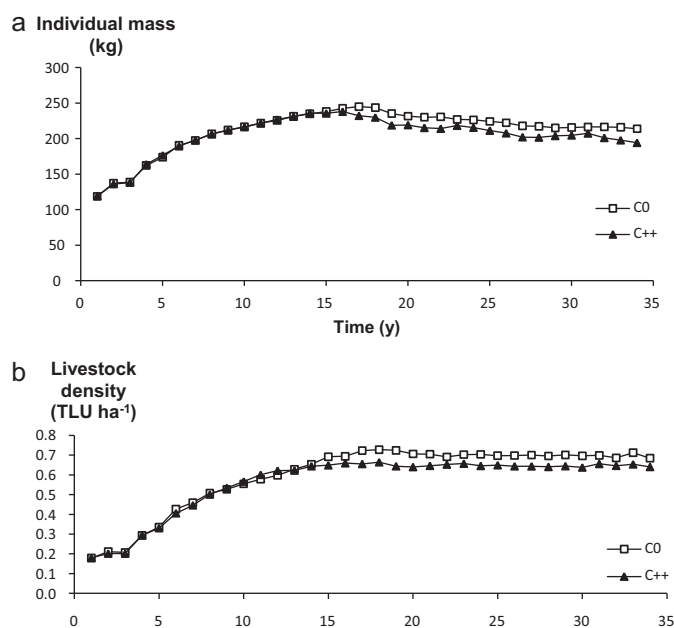 a Individual mass
(kg)
300
250
200
150
100
50
0
C0
C++
0 5 10 15 20 25 30 35
Time (y)
b Livestock
density
(TLU ha⁻¹)
0.8
0.7
0.6
0.5
0.4
0.3
0.2
0.1
0.0
C0
C++
0 5 10 15 20 25 30 35